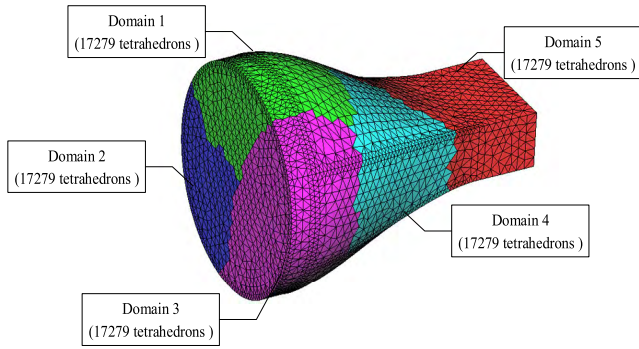 Domain 1
(17279 tetrahedrons )
Domain 5
(17279 tetrahedrons )
Domain 2
(17279 tetrahedrons )
Domain 4
(17279 tetrahedrons )
Domain 3
(17279 tetrahedrons )